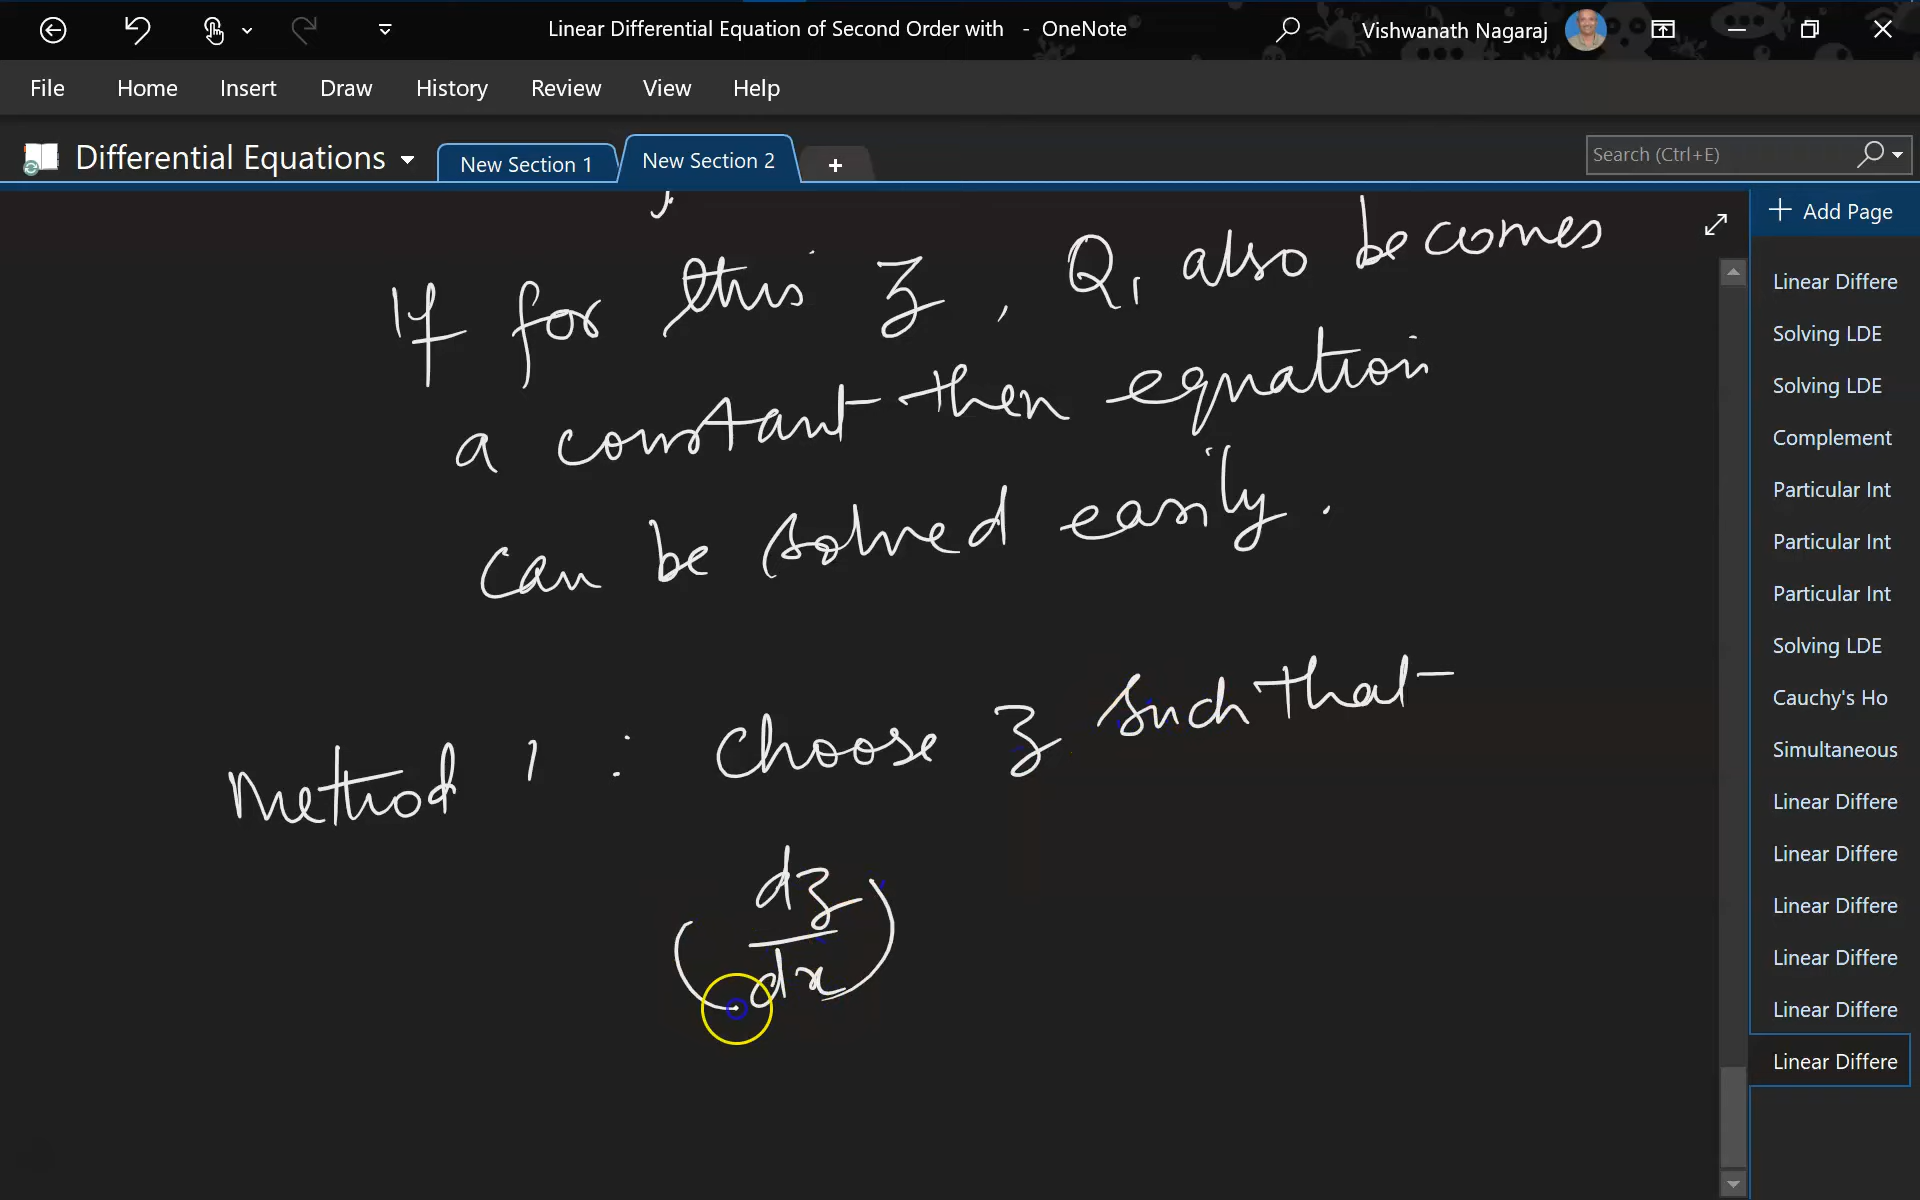 Linear Differential Equation of Second Order with - OneNote
Vishwanath Nagaraj
File Home Insert Draw History Review View Help
Differential Equations
New Section 1
New Section 2
+
Search (Ctrl+E)
Add Page
Linear Differe
Solving LDE
Solving LDE
Complement
Particular Int
Particular Int
Particular Int
Solving LDE
Cauchy's Ho
Simultaneous
Linear Differe
Linear Differe
Linear Differe
Linear Differe
Linear Differe
Linear Differe
If for this z, Q₁ also becomes
a constant then equation
can be solved easily.
Method 1 : Choose z such that
(dz/dx)